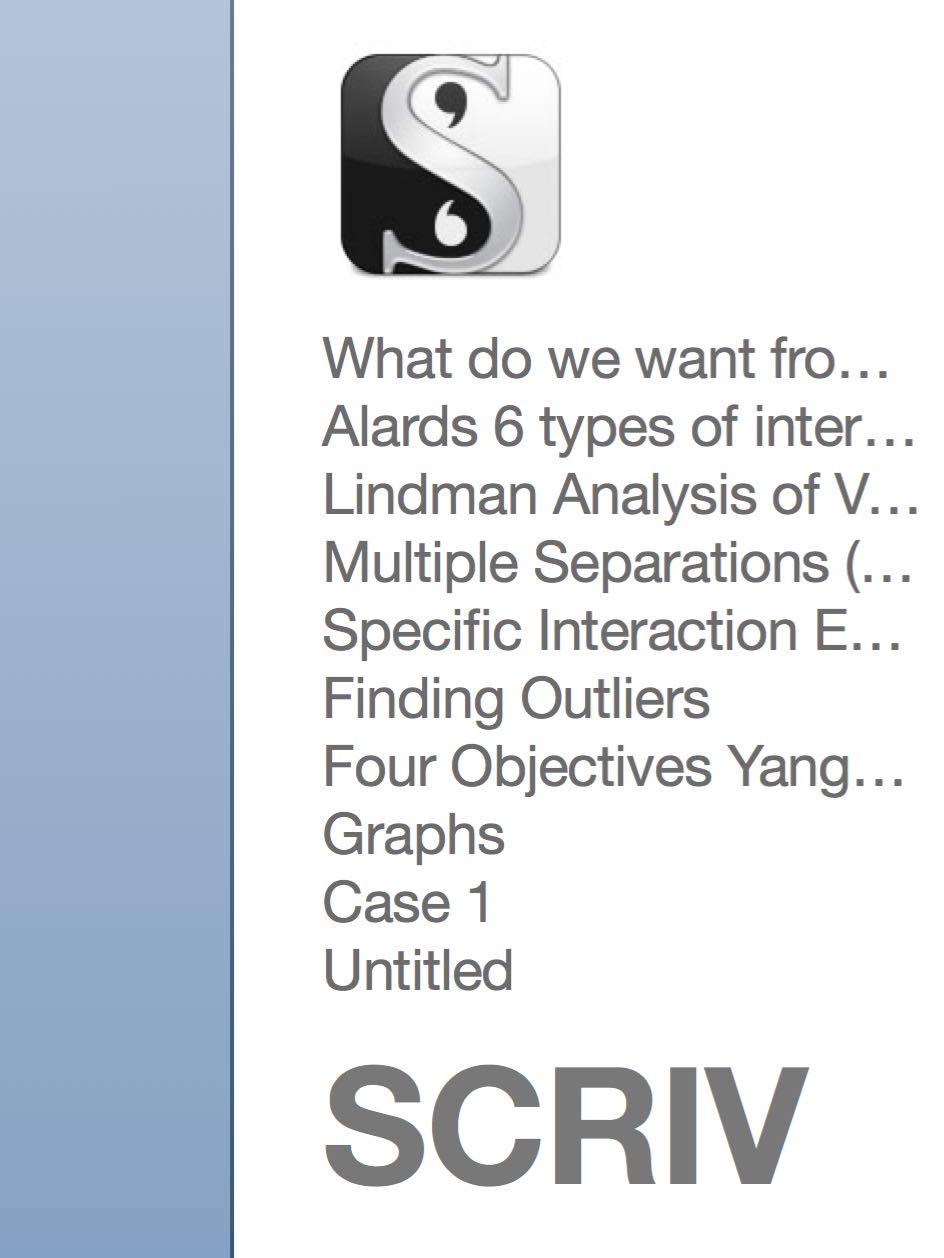 What do we want fro…
Alards 6 types of inter…
Lindman Analysis of V…
Multiple Separations (…
Specific Interaction E…
Finding Outliers
Four Objectives Yang…
Graphs
Case 1
Untitled
SCRIV